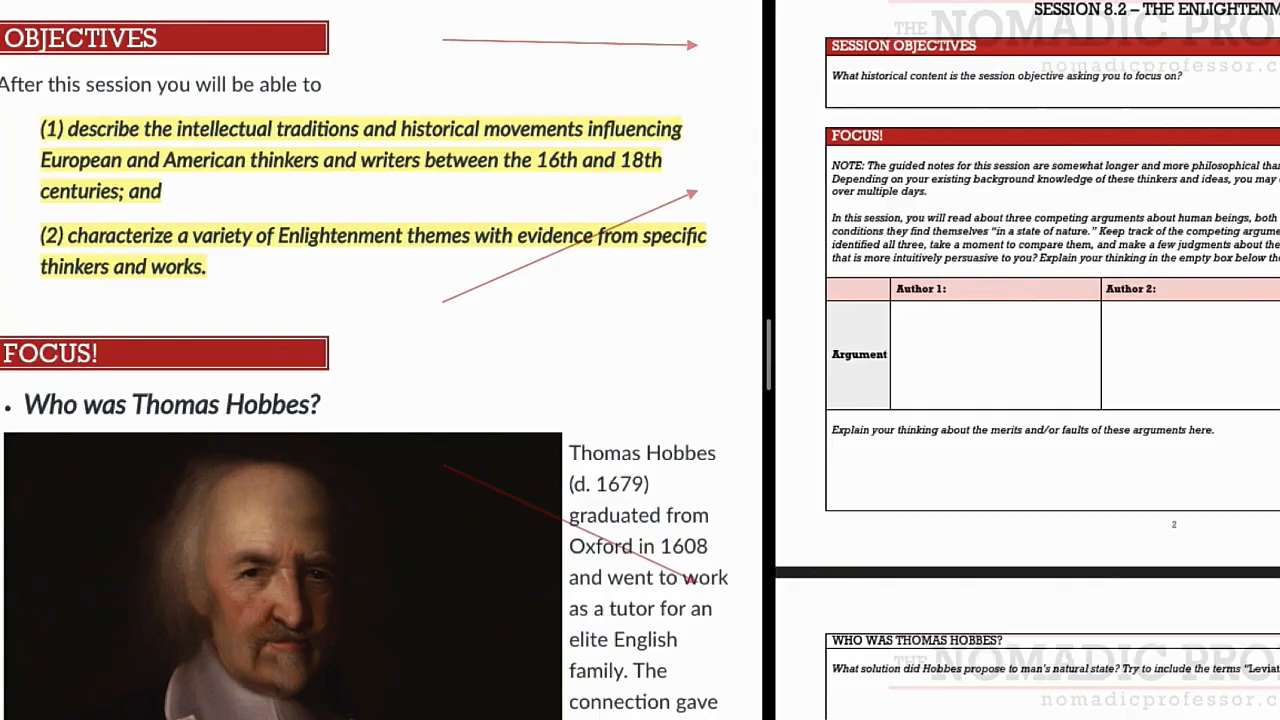 OBJECTIVES
After this session you will be able to
(1) describe the intellectual traditions and historical movements influencing
European and American thinkers and writers between the 16th and 18th
centuries; and
(2) characterize a variety of Enlightenment themes with evidence from specific
thinkers and works.
FOCUS!
• Who was Thomas Hobbes?
Thomas Hobbes
(d. 1679)
graduated from
Oxford in 1608
and went to work
as a tutor for an
elite English
family. The
connection gave
SESSION 8.2 – THE ENLIGHTENM
THE NOMADIC PRO
SESSION OBJECTIVES
nomadicprofessor.c
What historical content is the session objective asking you to focus on?
FOCUS!
NOTE: The guided notes for this session are somewhat longer and more philosophical tha
Depending on your existing background knowledge of these thinkers and ideas, you may
over multiple days.
In this session, you will read about three competing arguments about human beings, both
conditions they find themselves “in a state of nature.” Keep track of the competing argume
identified all three, take a moment to compare them, and make a few judgments about the
that is more intuitively persuasive to you? Explain your thinking in the empty box below the
Author 1: Author 2:
Argument
Explain your thinking about the merits and/or faults of these arguments here.
2
WHO WAS THOMAS HOBBES?
THE NOMADIC PRO
What solution did Hobbes propose to man's natural state? Try to include the terms “Leviat
nomadicprofessor.c